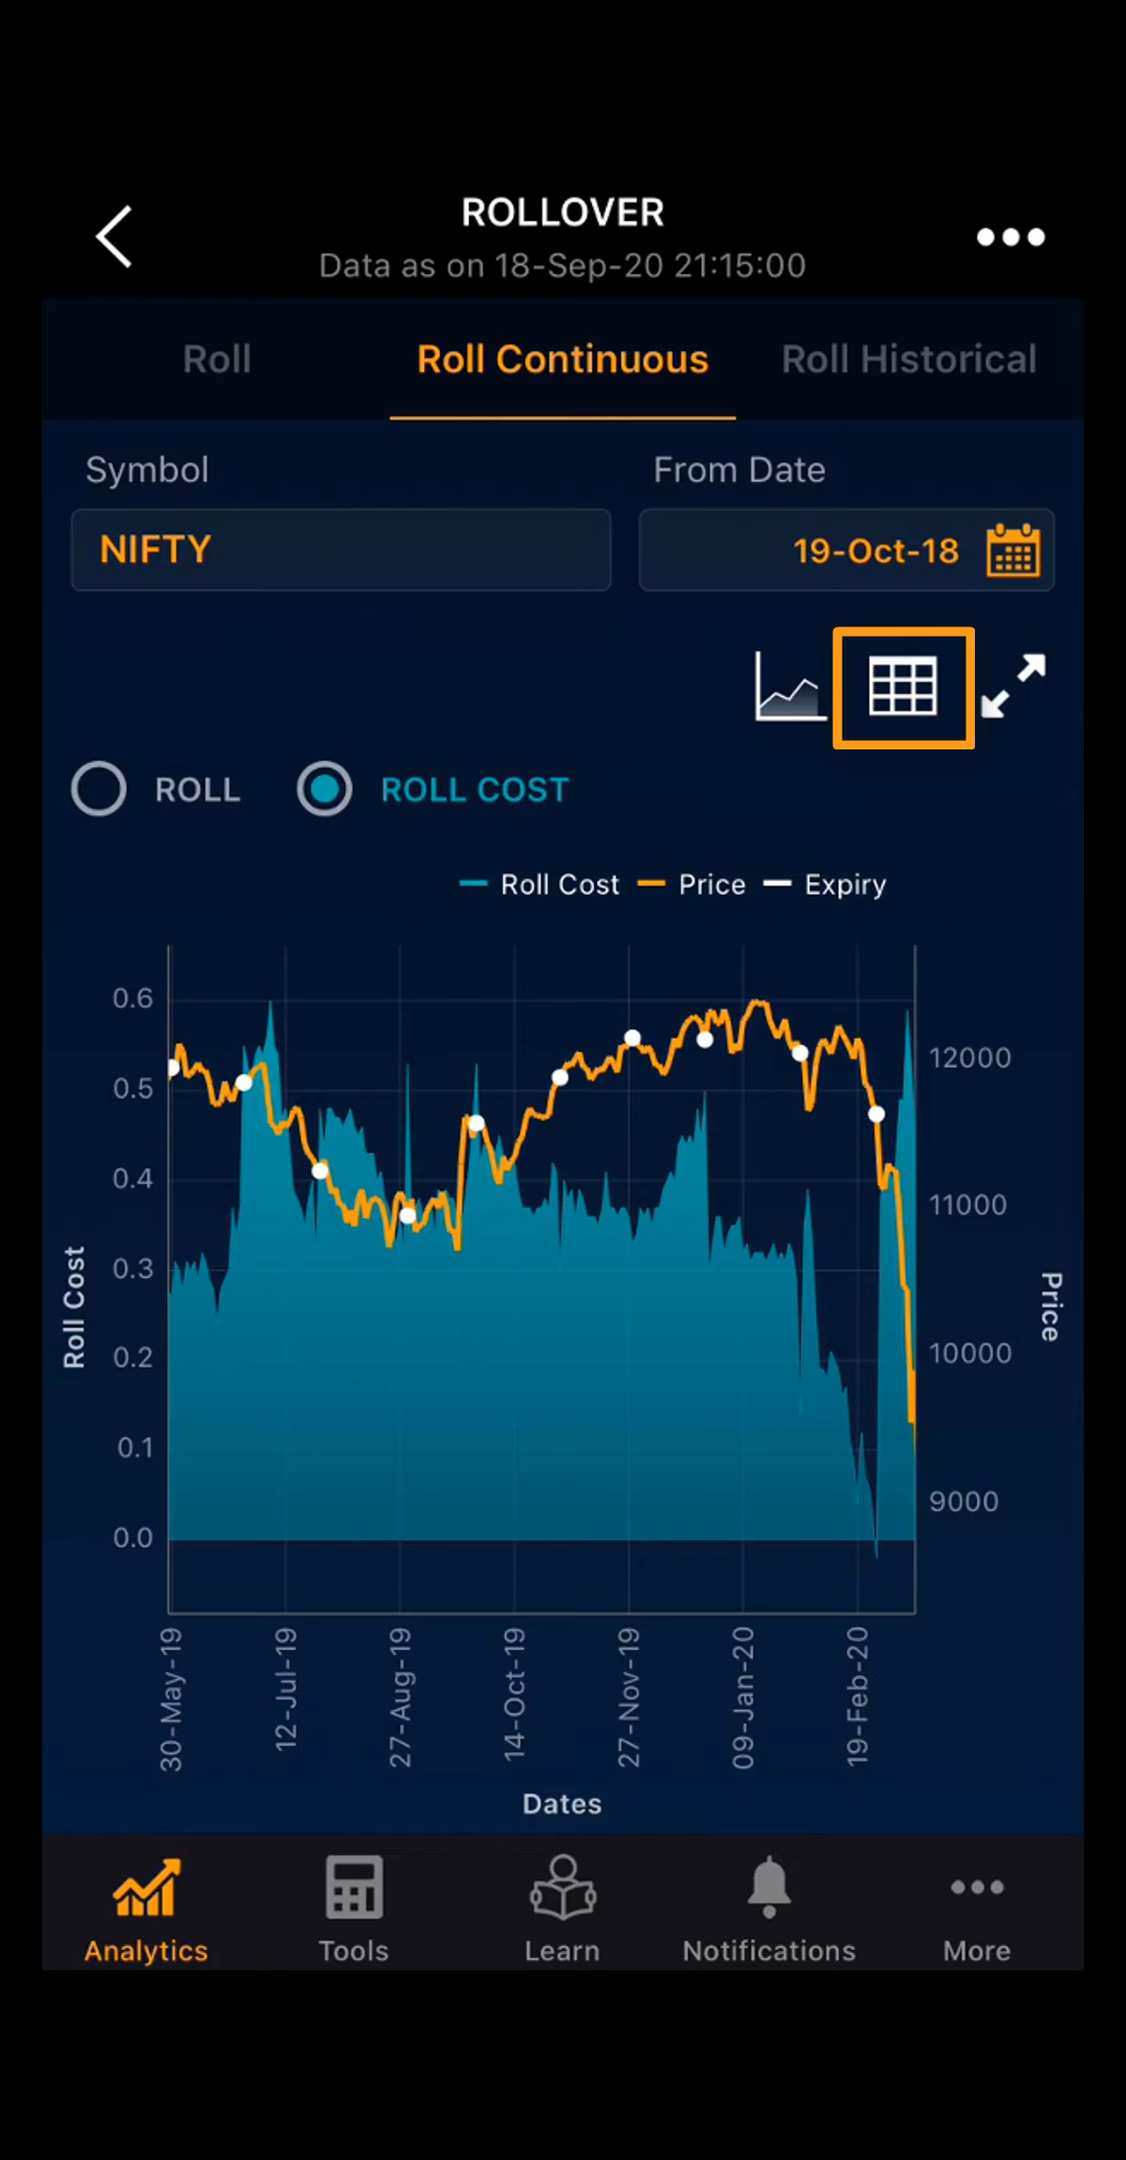 ROLLOVER
Data as on 18-Sep-20 21:15:00
Roll Roll Continuous Roll Historical
Symbol From Date
NIFTY 19-Oct-18
ROLL ROLL COST
Roll Cost Price Expiry
0.6
0.5
0.4
0.3
0.2
0.1
0.0
Roll Cost
12000
11000
10000
9000
Price
30-May-19 12-Jul-19 27-Aug-19 14-Oct-19 27-Nov-19 09-Jan-20 19-Feb-20
Dates
Analytics Tools Learn Notifications More